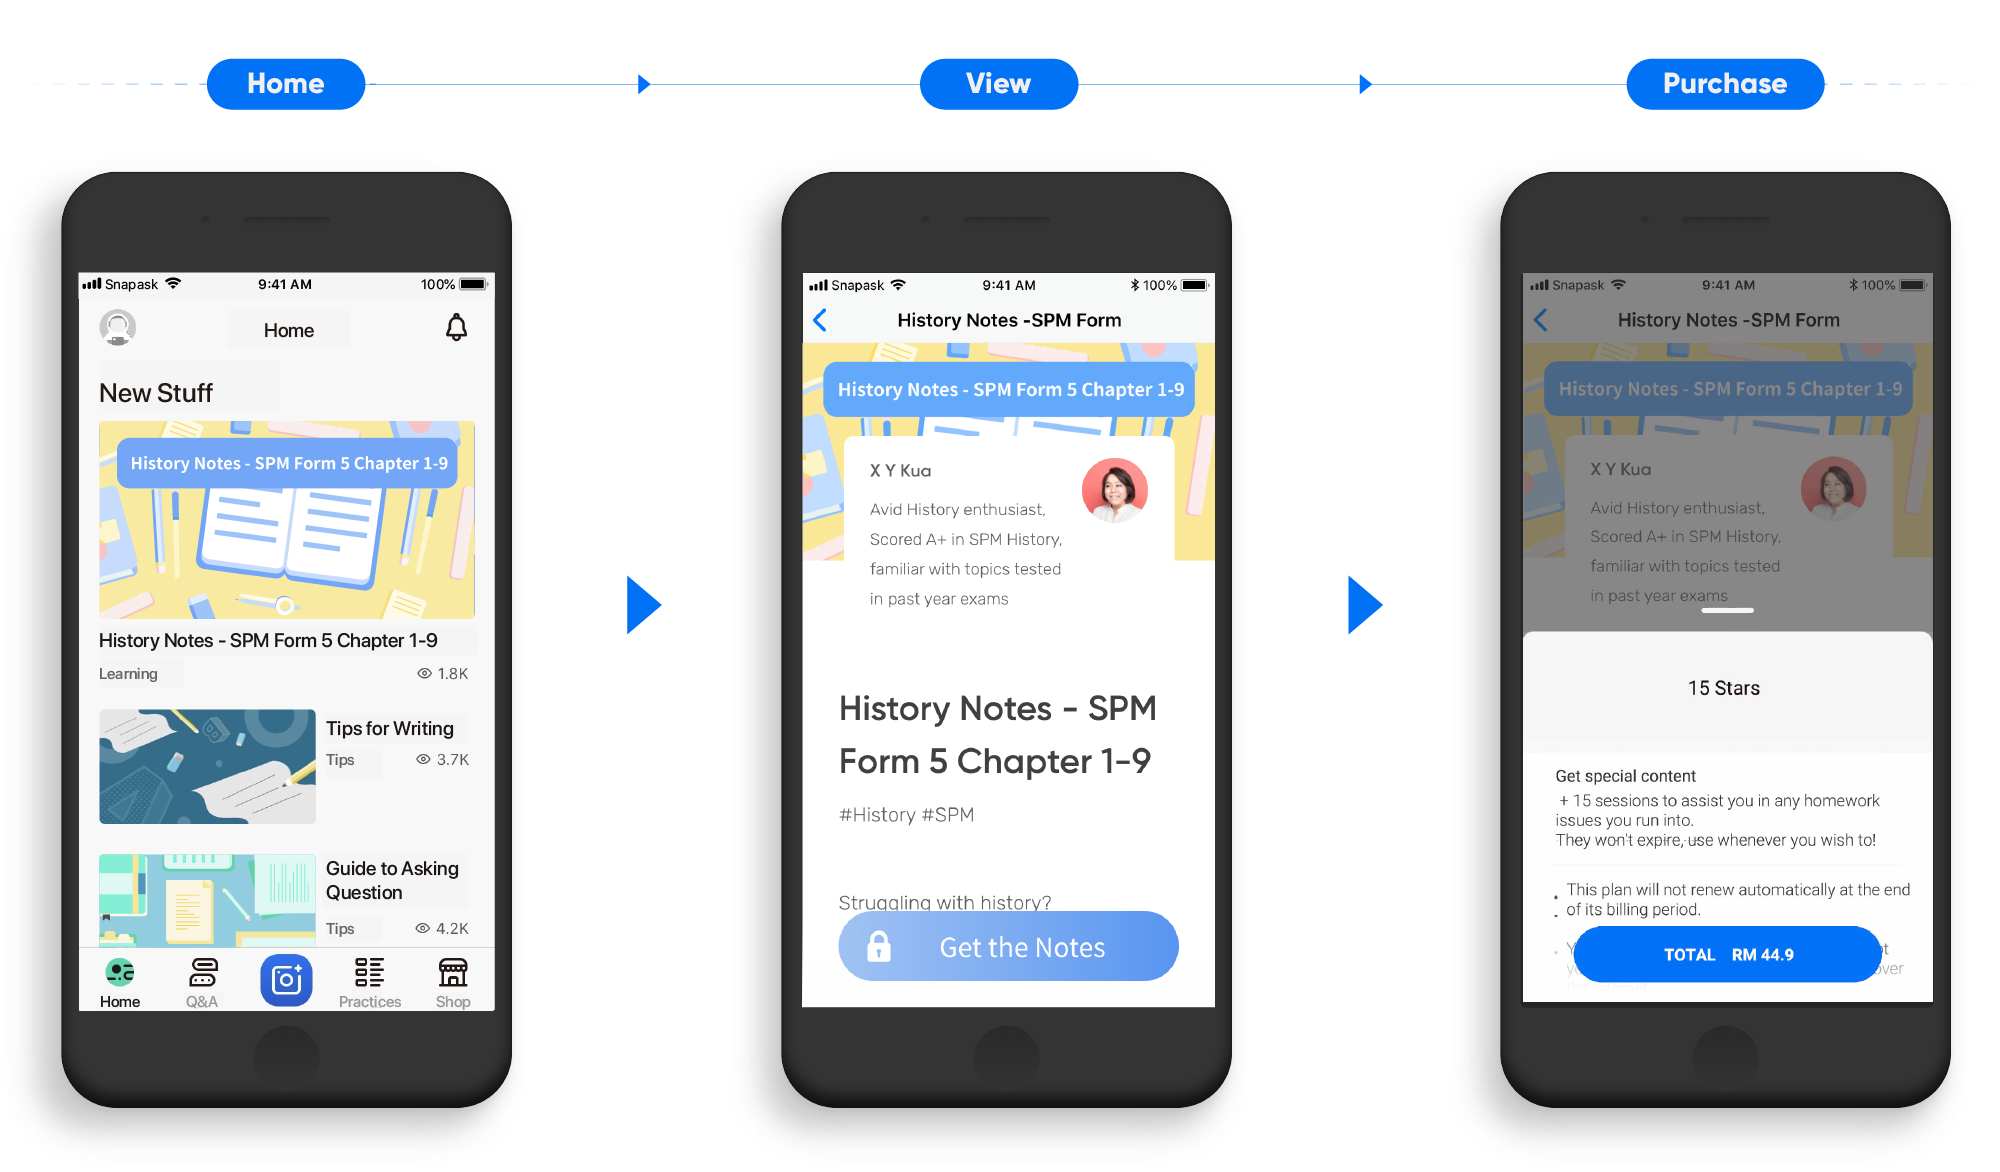 Home
View
Purchase
Snapask
9:41 AM
100%
Home
New Stuff
History Notes - SPM Form 5 Chapter 1-9
History Notes - SPM Form 5 Chapter 1-9
Learning
1.8K
Tips for Writing
Tips
3.7K
Guide to Asking
Question
Tips
4.2K
Home
Q&A
Practices
Shop
Snapask
9:41 AM
100%
History Notes -SPM Form
History Notes - SPM Form 5 Chapter 1-9
X Y Kua
Avid History enthusiast,
Scored A+ in SPM History,
familiar with topics tested
in past year exams
History Notes - SPM
Form 5 Chapter 1-9
#History #SPM
Struggling with history?
Get the Notes
Snapask
9:41 AM
100%
History Notes -SPM Form
History Notes - SPM Form 5 Chapter 1-9
X Y Kua
Avid History enthusiast,
Scored A+ in SPM History,
familiar with topics tested
in past year exams
15 Stars
Get special content
+ 15 sessions to assist you in any homework
issues you run into.
They won't expire, use whenever you wish to!
This plan will not renew automatically at the end
of its billing period.
TOTAL RM 44.9